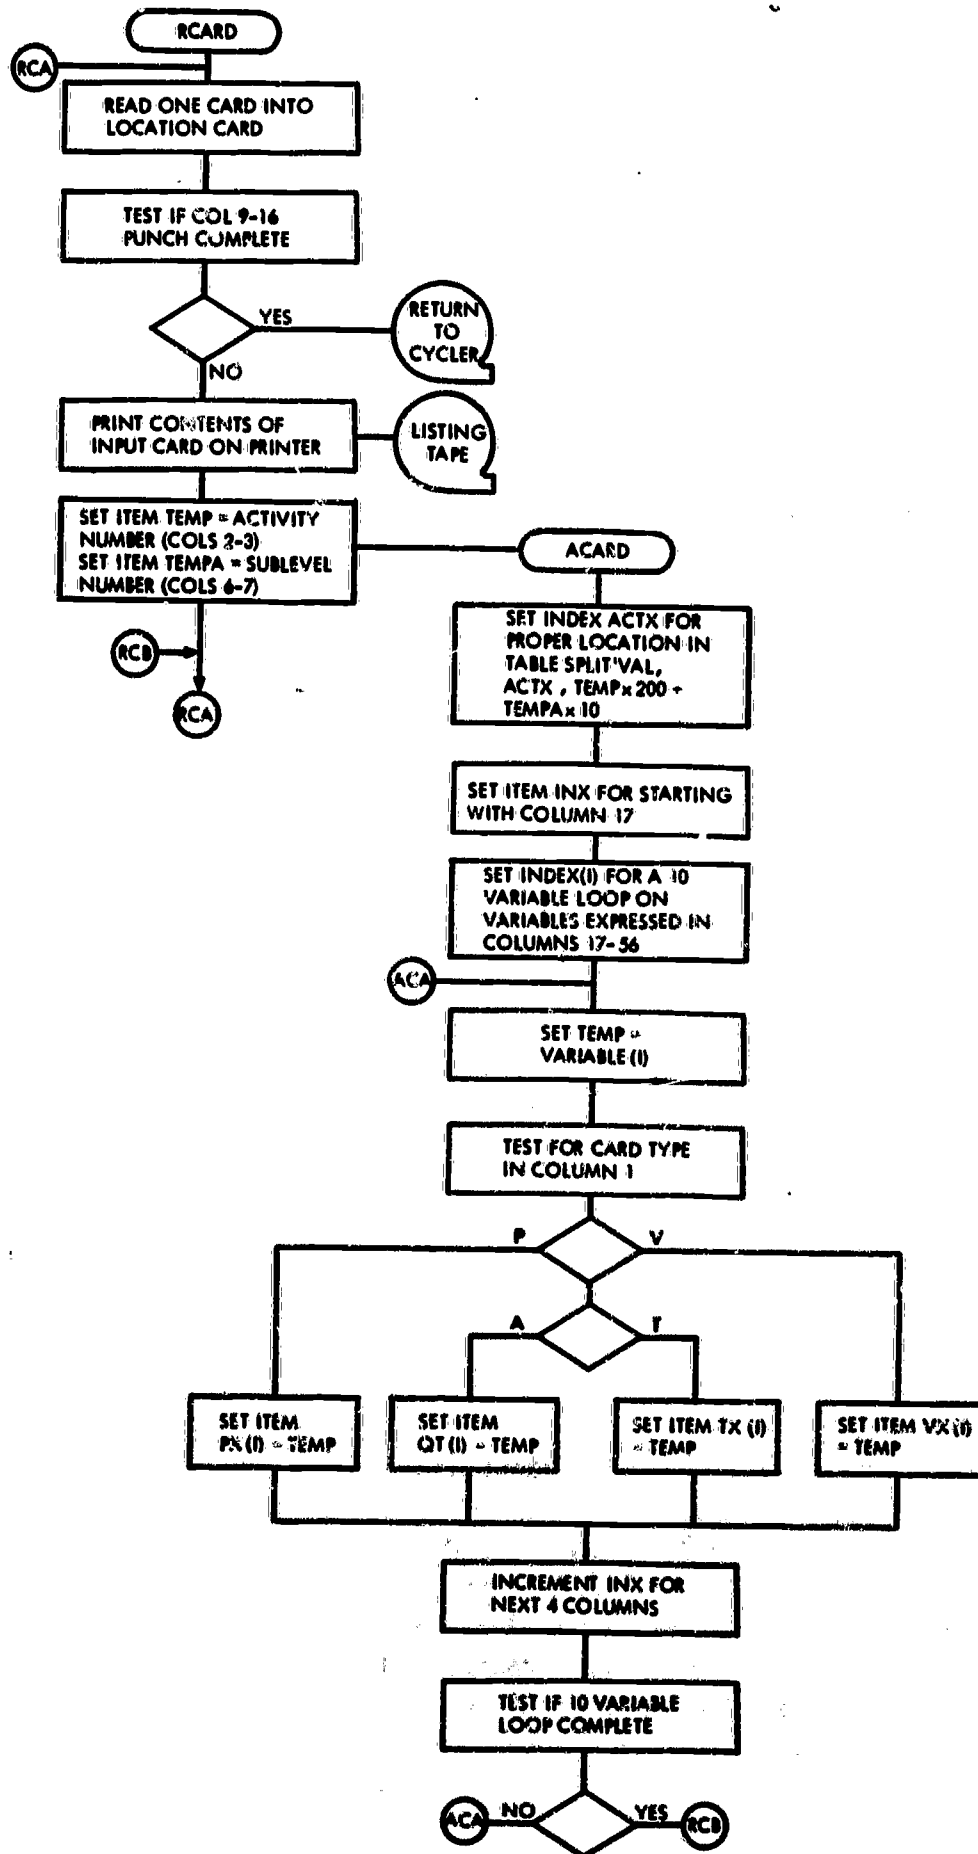 RCARD
RCA
READ ONE CARD INTO
LOCATION CARD
TEST IF COL 9-16
PUNCH COMPLETE
YES
RETURN
TO
CYCLER
NO
PRINT CONTENTS OF
INPUT CARD ON PRINTER
LISTING
TAPE
SET ITEM TEMP = ACTIVITY
NUMBER (COLS 2-3)
SET ITEM TEMPA = SUBLEVEL
NUMBER (COLS 6-7)
ACARD
RCB
RCA
SET INDEX ACTX FOR
PROPER LOCATION IN
TABLE SPLIT'VAL,
ACTX , TEMP x 200 +
TEMPA x 10
SET ITEM INX FOR STARTING
WITH COLUMN 17
SET INDEX(I) FOR A 10
VARIABLE LOOP ON
VARIABLES EXPRESSED IN
COLUMNS 17-56
ACA
SET TEMP =
VARIABLE (I)
TEST FOR CARD TYPE
IN COLUMN 1
P
V
A
T
SET ITEM
PX (I) = TEMP
SET ITEM
QT (I) = TEMP
SET ITEM TX (I)
= TEMP
SET ITEM VX (I)
= TEMP
INCREMENT INX FOR
NEXT 4 COLUMNS
TEST IF 10 VARIABLE
LOOP COMPLETE
ACA
NO
YES
RCB